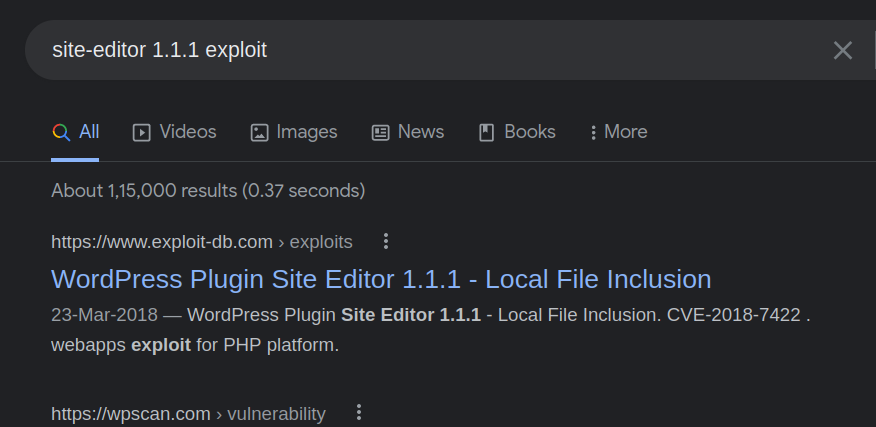 site-editor 1.1.1 exploit
All Videos Images News Books More
About 1,15,000 results (0.37 seconds)
https://www.exploit-db.com › exploits
WordPress Plugin Site Editor 1.1.1 - Local File Inclusion
23-Mar-2018 — WordPress Plugin Site Editor 1.1.1 - Local File Inclusion. CVE-2018-7422 .
webapps exploit for PHP platform.
https://wpscan.com › vulnerability